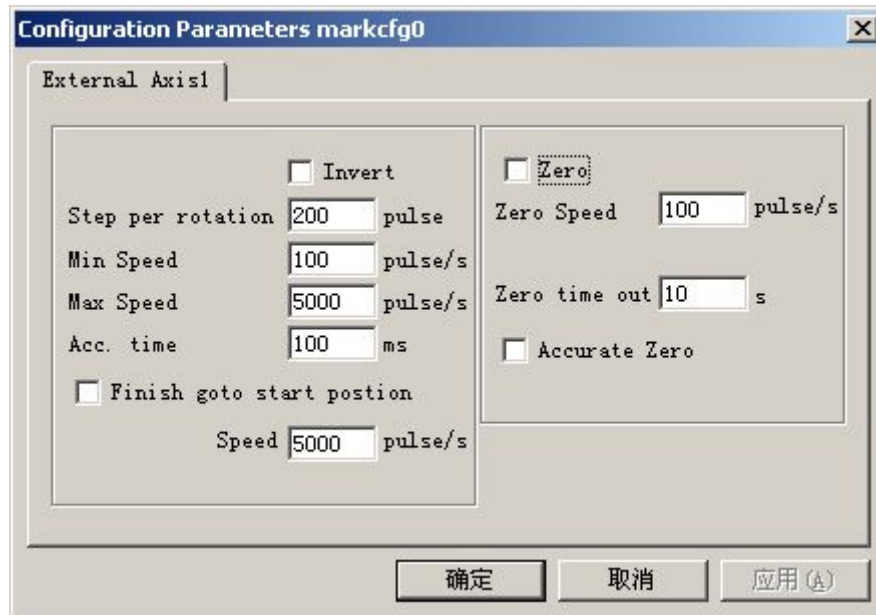 Configuration Parameters markcfg0
External Axis1
Invert
Step per rotation 200 pulse
Min Speed 100 pulse/s
Max Speed 5000 pulse/s
Acc. time 100 ms
Finish goto start postion
Speed 5000 pulse/s
Zero
Zero Speed 100 pulse/s
Zero time out 10 s
Accurate Zero
确定 取消 应用(A)